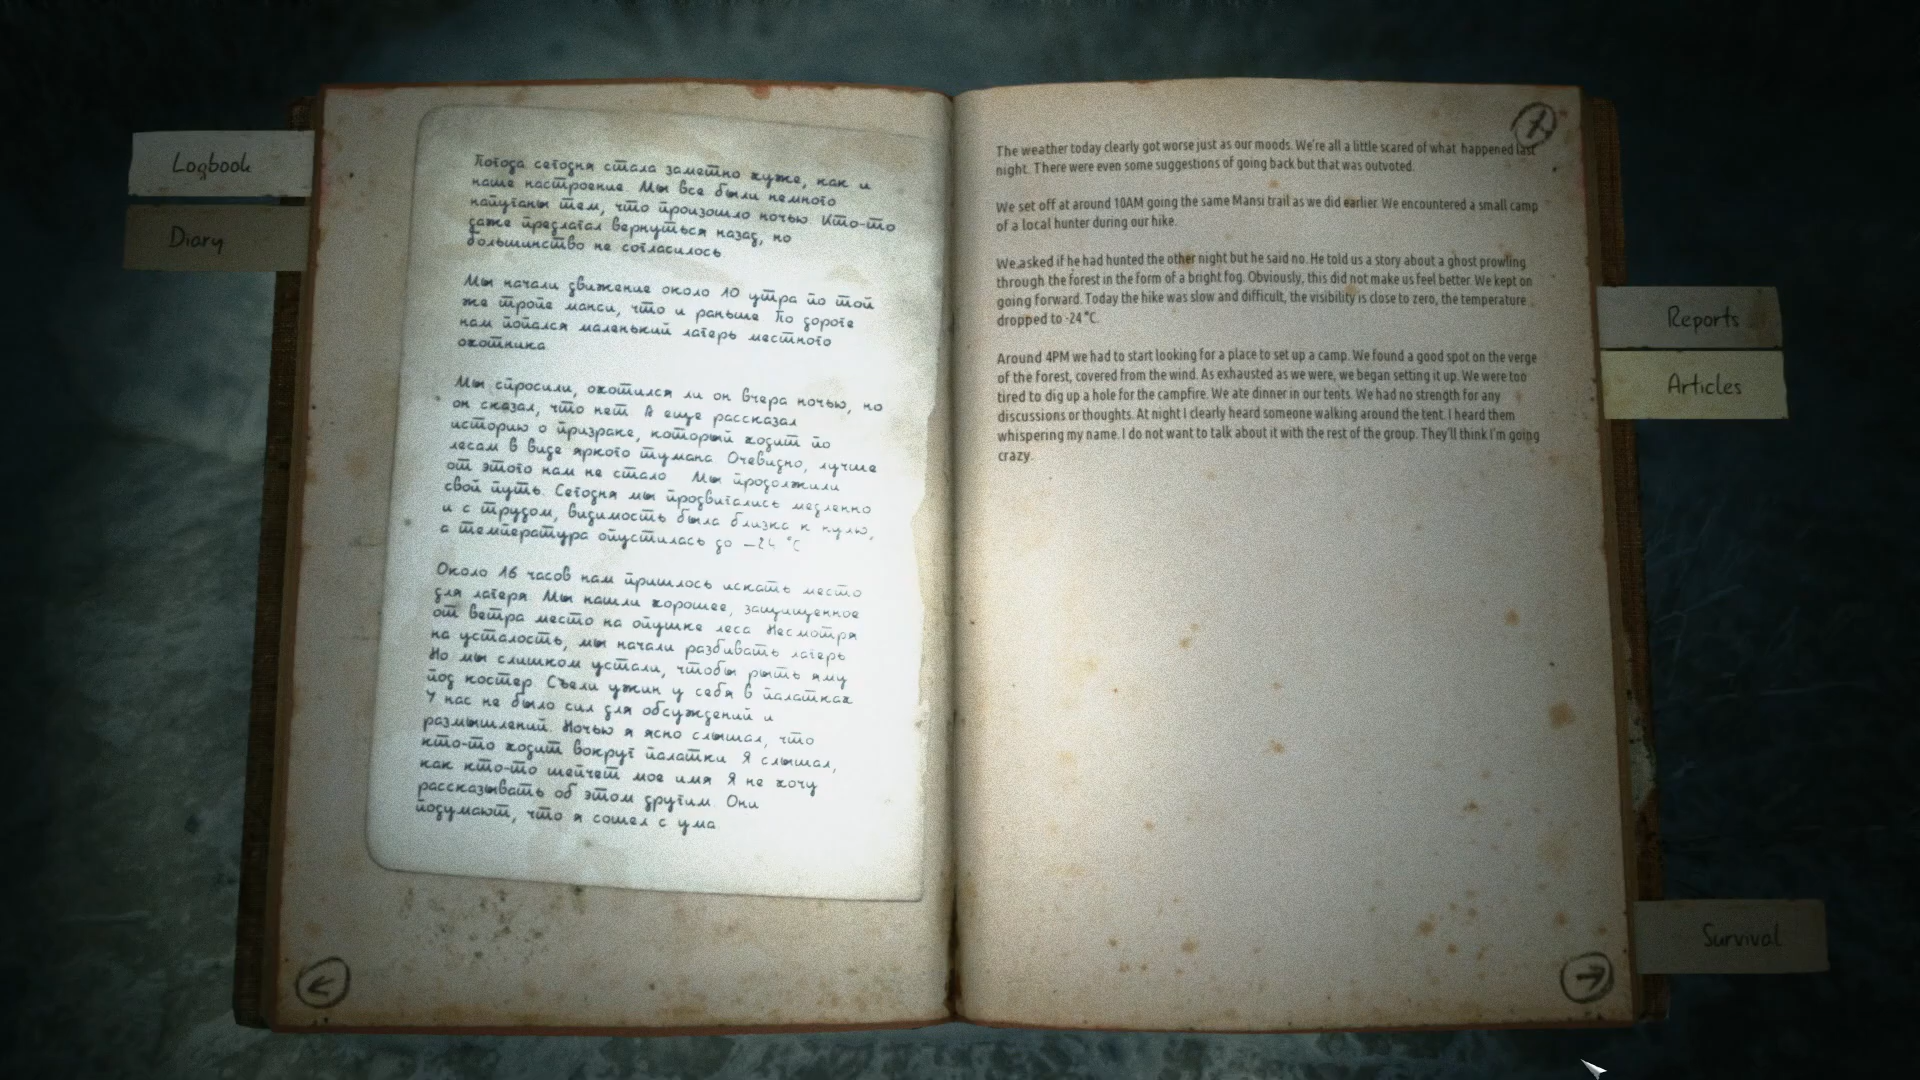 Logbook
Diary
Погода сегодня стала заметно хуже, как и
наше настроение. Мы все были немного
напуганы тем, что произошло ночью. Кто-то
даже предлагал вернуться назад, но
большинство не согласилось.
Мы начали движение около 10 утра по той
же тропе манси, что и раньше. По дороге
нам попался маленький лагерь местного
охотника.
Мы спросили, охотился ли он вчера ночью, но
он сказал, что нет. А еще рассказал
историю о призраке, который ходит по
лесам в виде яркого тумана. Очевидно, лучше
от этого нам не стало. Мы продолжили
свой путь. Сегодня мы продвигались медленно
и с трудом, видимость была близка к нулю,
а температура опустилась до -24 °C
Около 16 часов нам пришлось искать место
для лагеря. Мы нашли хорошее, защищенное
от ветра место на опушке леса. Несмотря
на усталость, мы начали разбивать лагерь.
Но мы слишком устали, чтобы рыть яму
под костер. Съели ужин у себя в палатках.
У нас не было сил для обсуждений и
размышлений. Ночью я ясно слышал, что
кто-то ходит вокруг палатки. Я слышал,
как кто-то шепчет мое имя. Я не хочу
рассказывать об этом другим. Они
подумают, что я сошел с ума.
The weather today clearly got worse just as our moods. We're all a little scared of what happened last
night. There were even some suggestions of going back but that was outvoted.
We set off at around 10AM going the same Mansi trail as we did earlier. We encountered a small camp
of a local hunter during our hike.
We asked if he had hunted the other night but he said no. He told us a story about a ghost prowling
through the forest in the form of a bright fog. Obviously, this did not make us feel better. We kept on
going forward. Today the hike was slow and difficult, the visibility is close to zero, the temperature
dropped to -24°C.
Around 4PM we had to start looking for a place to set up a camp. We found a good spot on the verge
of the forest, covered from the wind. As exhausted as we were, we began setting it up. We were too
tired to dig up a hole for the campfire. We ate dinner in our tents. We had no strength for any
discussions or thoughts. At night I clearly heard someone walking around the tent. I heard them
whispering my name. I do not want to talk about it with the rest of the group. They'll think I'm going
crazy.
Reports
Articles
Survival